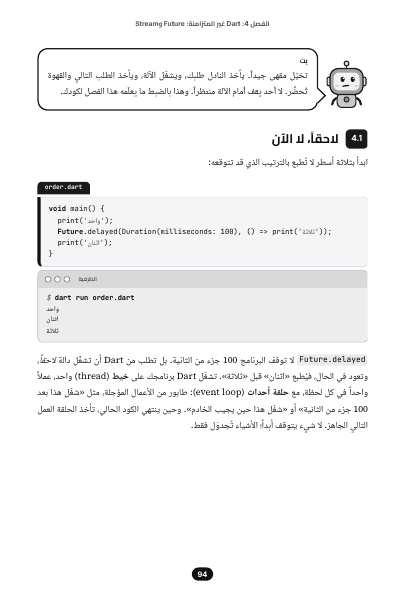 الفصل 4: Dart غير المتزامنة: Future وStream
بِت
تخيّل مقهى جيداً. يأخذ النادل طلبك، ويشغّل الآلة، ويأخذ الطلب التالي والقهوة
تُحضَّر. لا أحد يقف أمام الآلة منتظراً. وهذا بالضبط ما يعلّمه هذا الفصل لكودك.
4.1 لاحقاً، لا الآن
ابدأ بثلاثة أسطر لا تُطبع بالترتيب الذي قد تتوقعه:
order.dart
void main() {
print('واحد');
Future.delayed(Duration(milliseconds: 100), () => print('ثلاثة'));
print('اثنان');
}
الطرفية
$ dart run order.dart
واحد
اثنان
ثلاثة
Future.delayed لا توقف البرنامج 100 جزء من الثانية. بل تطلب من Dart أن تشغّل دالة لاحقاً،
وتعود في الحال، فيُطبع «اثنان» قبل «ثلاثة». تشغّل Dart برنامجك على خيط (thread) واحد، عملاً
واحداً في كل لحظة، مع حلقة أحداث (event loop): طابور من الأعمال المؤجلة، مثل «شغّل هذا بعد
100 جزء من الثانية» أو «شغّل هذا حين يجيب الخادم». وحين ينتهي الكود الحالي، تأخذ الحلقة العمل
التالي الجاهز. لا شيء يتوقف أبداً؛ الأشياء تُجدوَل فقط.
94